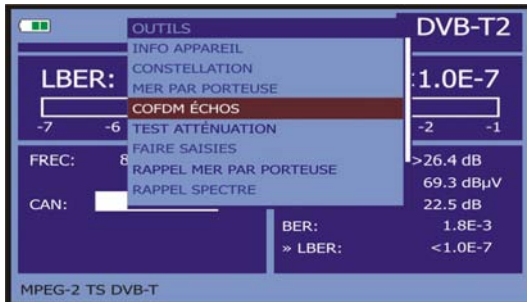 OUTILS
DVB-T2
INFO APPAREIL
CONSTELLATION
MER PAR PORTEUSE
COFDM ÉCHOS
TEST ATTÉNUATION
FAIRE SAISIES
RAPPEL MER PAR PORTEUSE
RAPPEL SPECTRE
LBER:
1.0E-7
-7 -6 -2 -1
FREC: 8
>26.4 dB
69.3 dBµV
CAN:
22.5 dB
BER: 1.8E-3
» LBER: <1.0E-7
MPEG-2 TS DVB-T